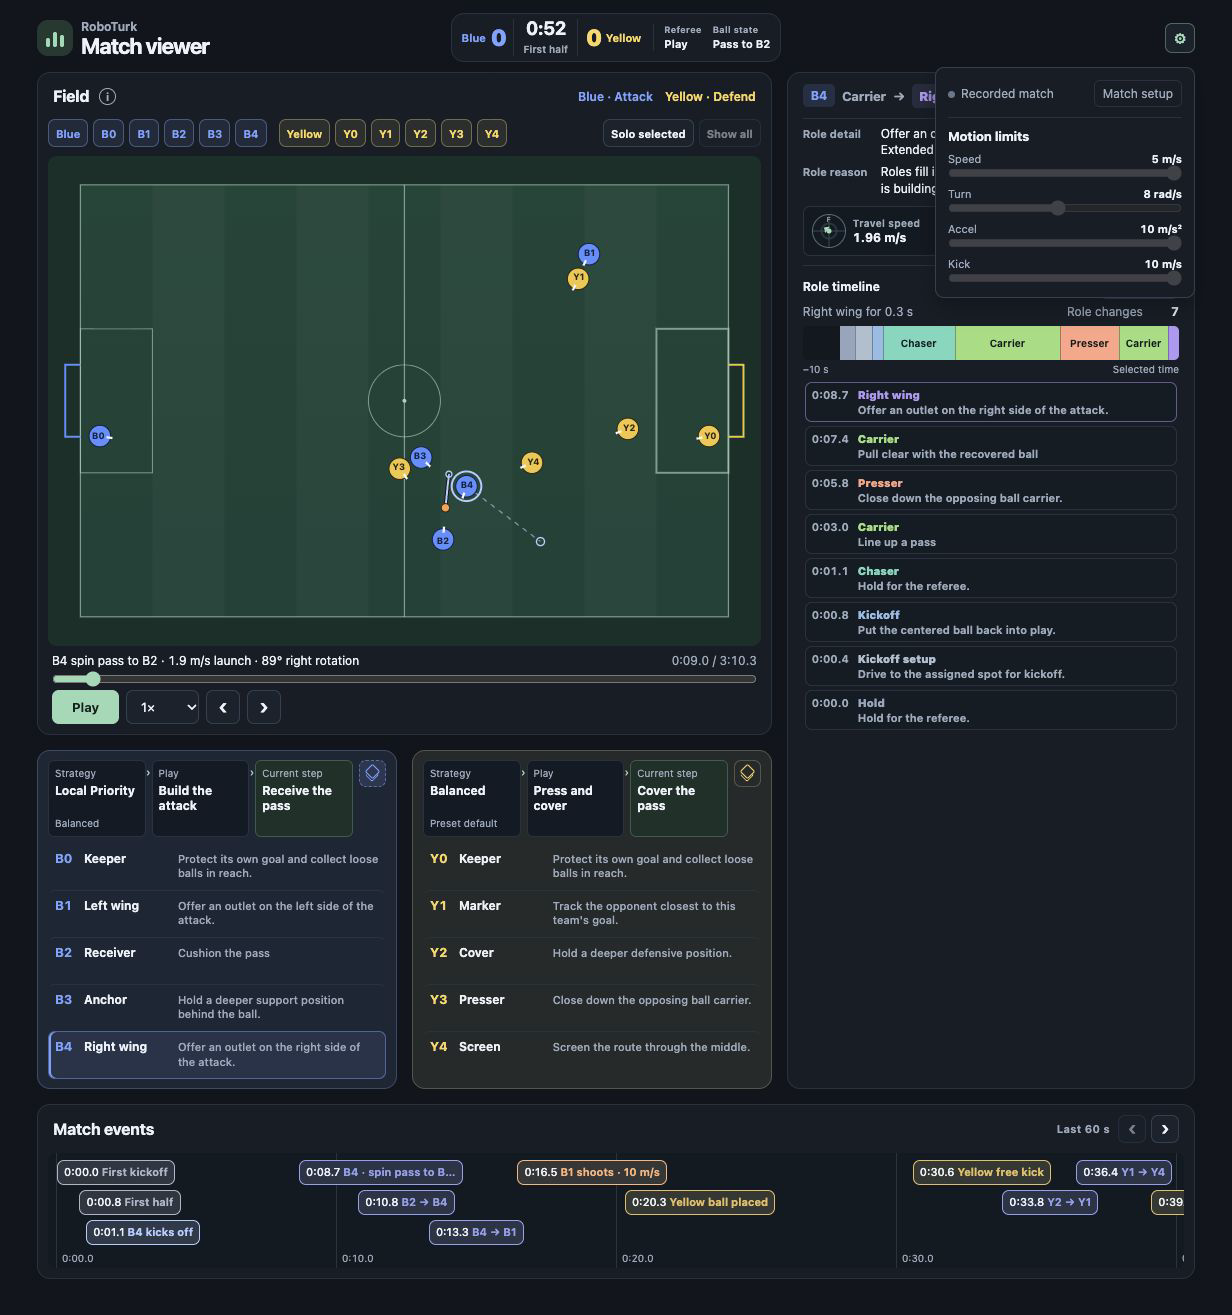 RoboTurk
Match viewer
Blue 0
0:52
First half
0 Yellow
Referee
Play
Ball state
Pass to B2
Field
Blue · Attack Yellow · Defend
Blue B0 B1 B2 B3 B4 Yellow Y0 Y1 Y2 Y3 Y4 Solo selected Show all
B1
Y1
Y2
B0
Y0
B3
Y3
Y4
B4
B2
B4 spin pass to B2 · 1.9 m/s launch · 89° right rotation 0:09.0 / 3:10.3
Play 1×
B4 Carrier → Rig
Role detail Offer an o
Extended
Role reason Roles fill i
is building
F
Travel speed
1.96 m/s
Recorded match Match setup
Motion limits
Speed 5 m/s
Turn 8 rad/s
Accel 10 m/s²
Kick 10 m/s
Role timeline
Right wing for 0.3 s Role changes 7
Chaser Carrier Presser Carrier
−10 s Selected time
0:08.7 Right wing
Offer an outlet on the right side of the attack.
0:07.4 Carrier
Pull clear with the recovered ball
0:05.8 Presser
Close down the opposing ball carrier.
0:03.0 Carrier
Line up a pass
0:01.1 Chaser
Hold for the referee.
0:00.8 Kickoff
Put the centered ball back into play.
0:00.4 Kickoff setup
Drive to the assigned spot for kickoff.
0:00.0 Hold
Hold for the referee.
Strategy
Local Priority
Balanced
Play
Build the
attack
Current step
Receive the
pass
B0 Keeper Protect its own goal and collect loose
balls in reach.
B1 Left wing Offer an outlet on the left side of the
attack.
B2 Receiver Cushion the pass
B3 Anchor Hold a deeper support position
behind the ball.
B4 Right wing Offer an outlet on the right side of
the attack.
Strategy
Balanced
Preset default
Play
Press and
cover
Current step
Cover the
pass
Y0 Keeper Protect its own goal and collect loose
balls in reach.
Y1 Marker Track the opponent closest to this
team's goal.
Y2 Cover Hold a deeper defensive position.
Y3 Presser Close down the opposing ball carrier.
Y4 Screen Screen the route through the middle.
Match events Last 60 s
0:00.0 First kickoff 0:08.7 B4 · spin pass to B... 0:16.5 B1 shoots · 10 m/s 0:30.6 Yellow free kick 0:36.4 Y1 → Y4
0:00.8 First half 0:10.8 B2 → B4 0:20.3 Yellow ball placed 0:33.8 Y2 → Y1 0:39.
0:01.1 B4 kicks off 0:13.3 B4 → B1
0:00.0 0:10.0 0:20.0 0:30.0